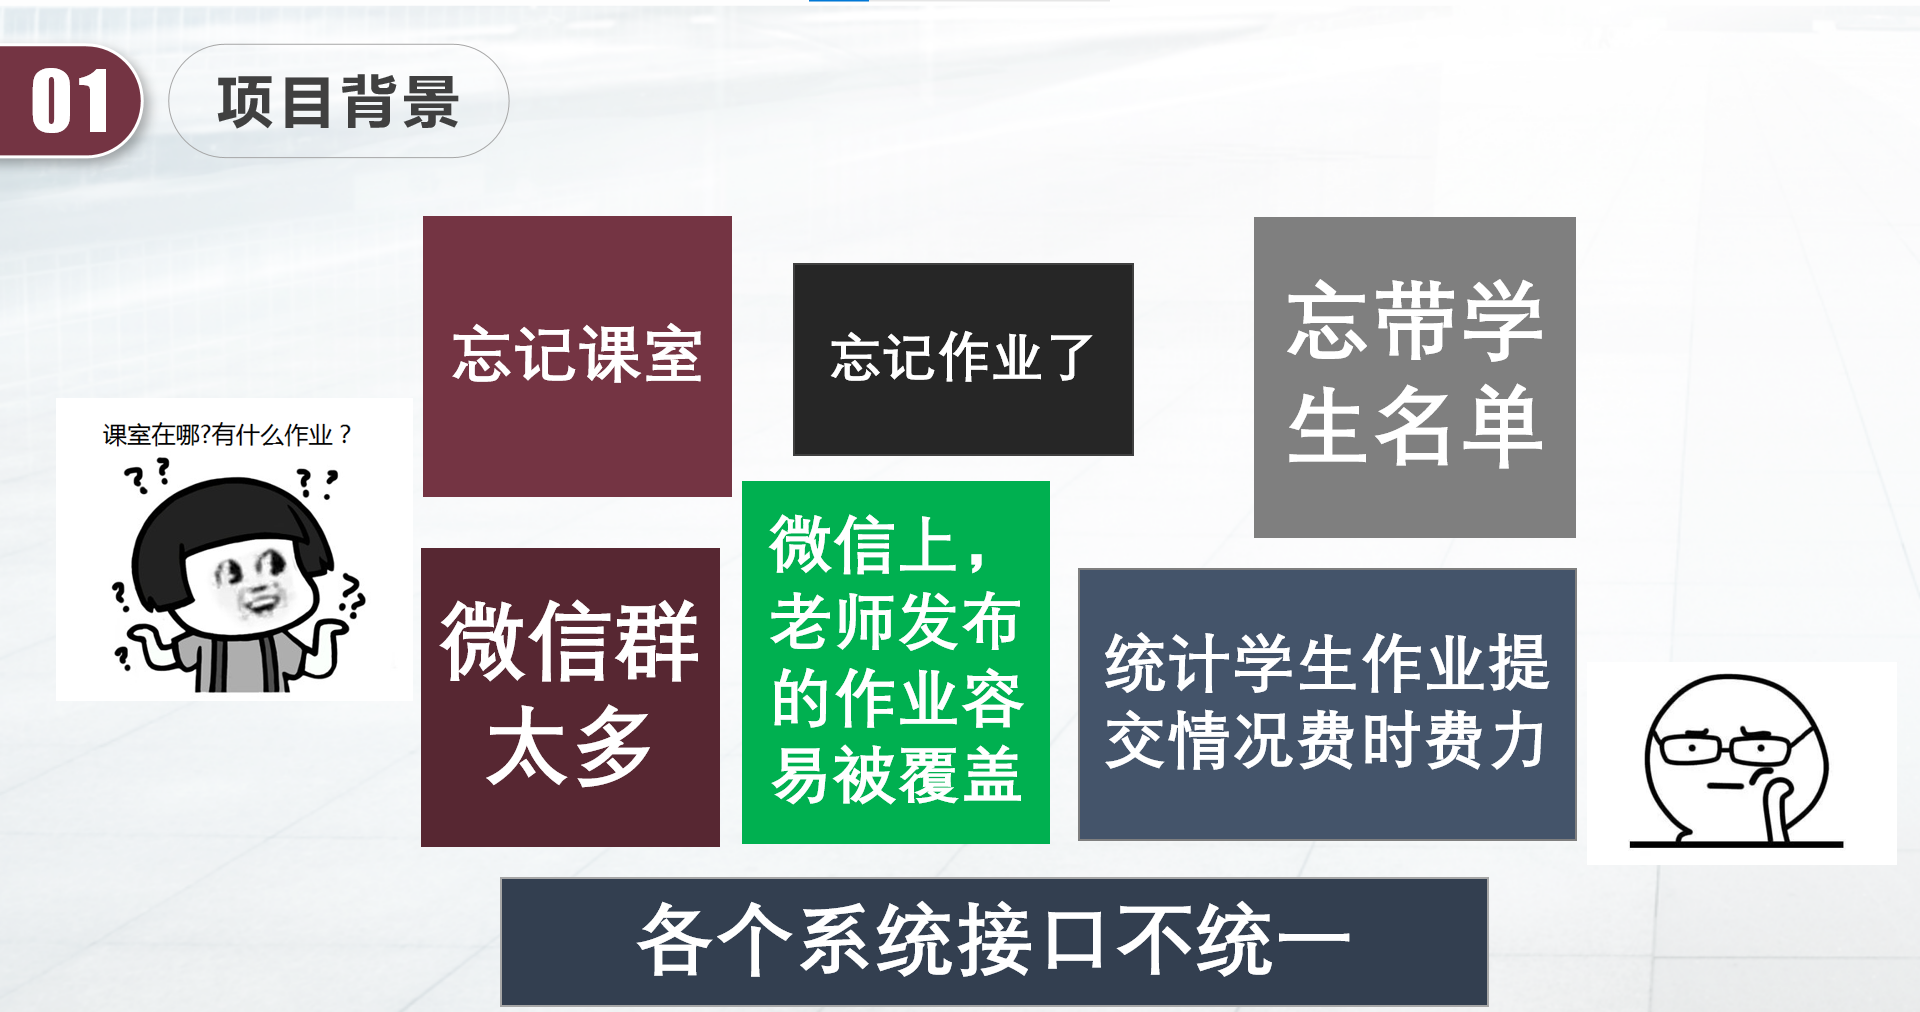 01
项目背景
忘记课室
忘记作业了
忘带学
生名单
课室在哪?有什么作业？
? ? ? ?
微信群
太多
微信上，
老师发布
的作业容
易被覆盖
统计学生作业提
交情况费时费力
? ? ? ?
各个系统接口不统一